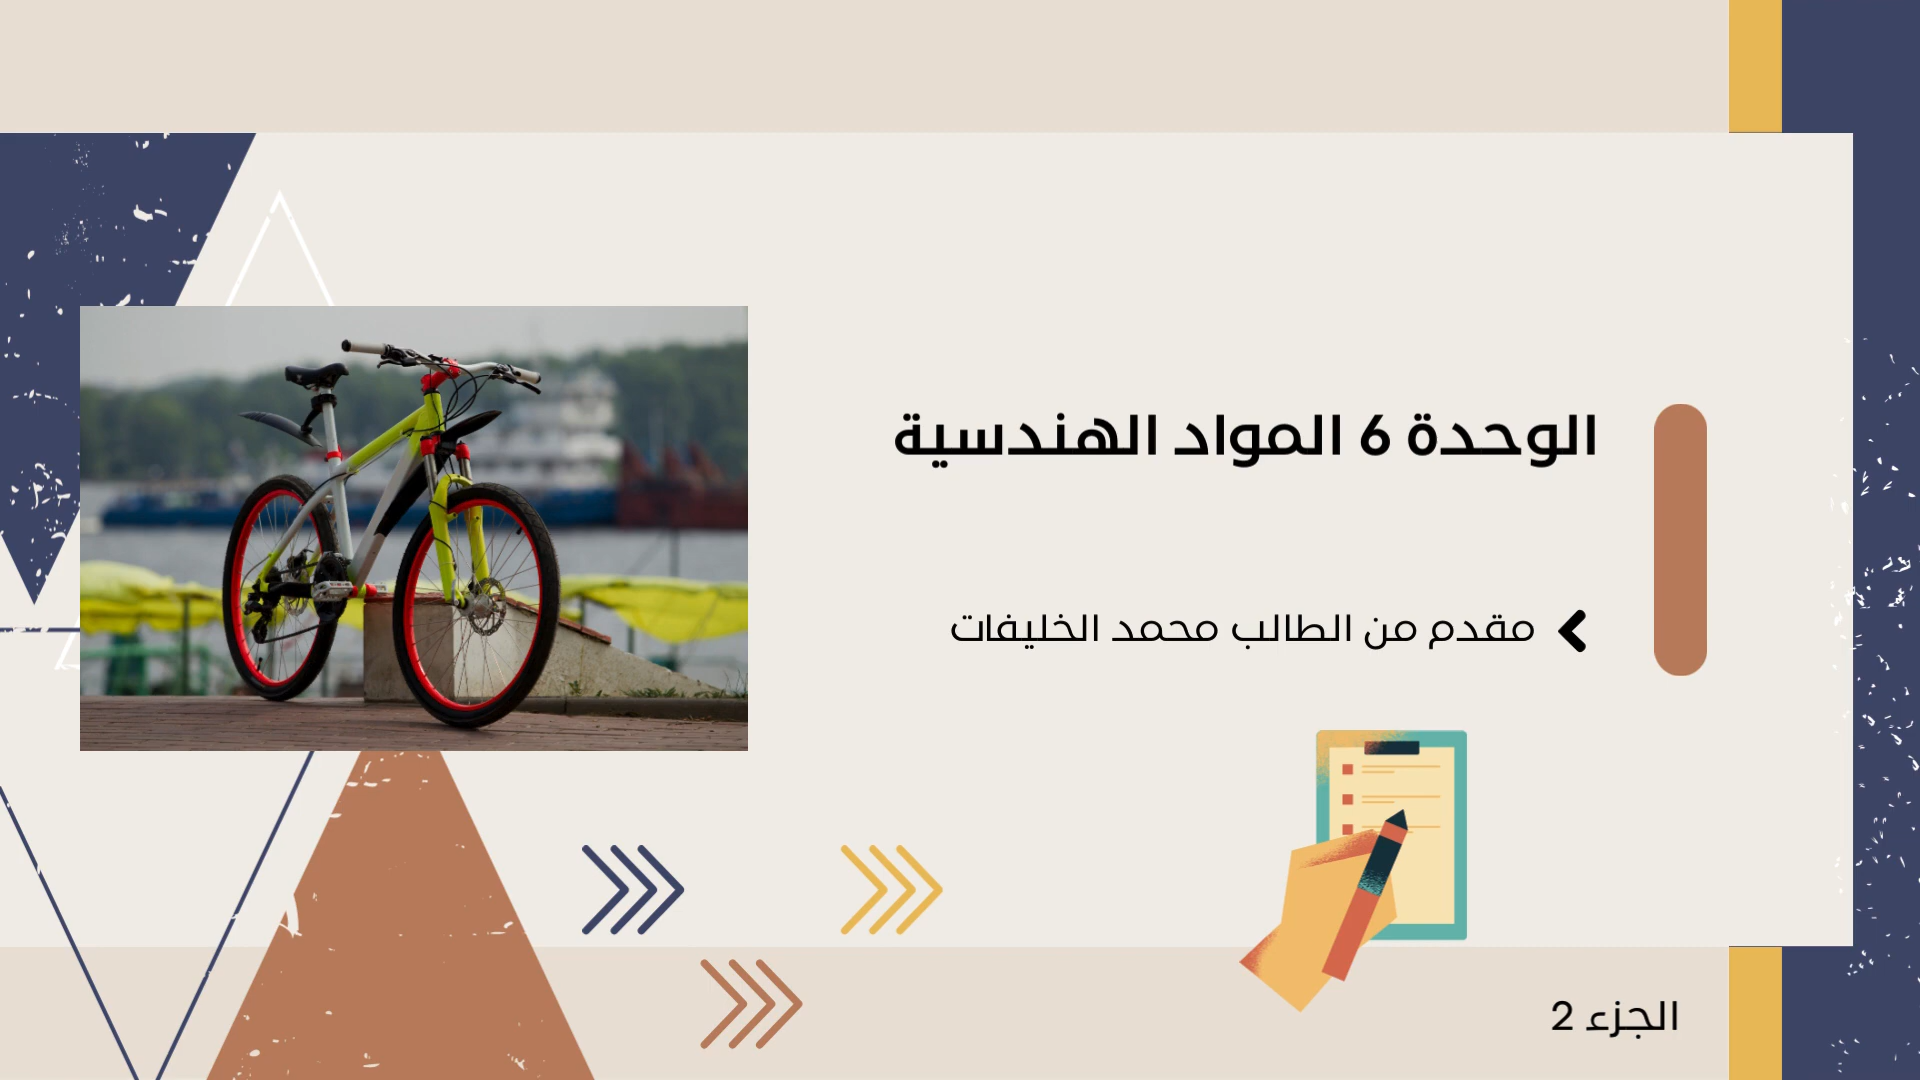 الوحدة 6 المواد الهندسية
مقدم من الطالب محمد الخليفات
الجزء 2